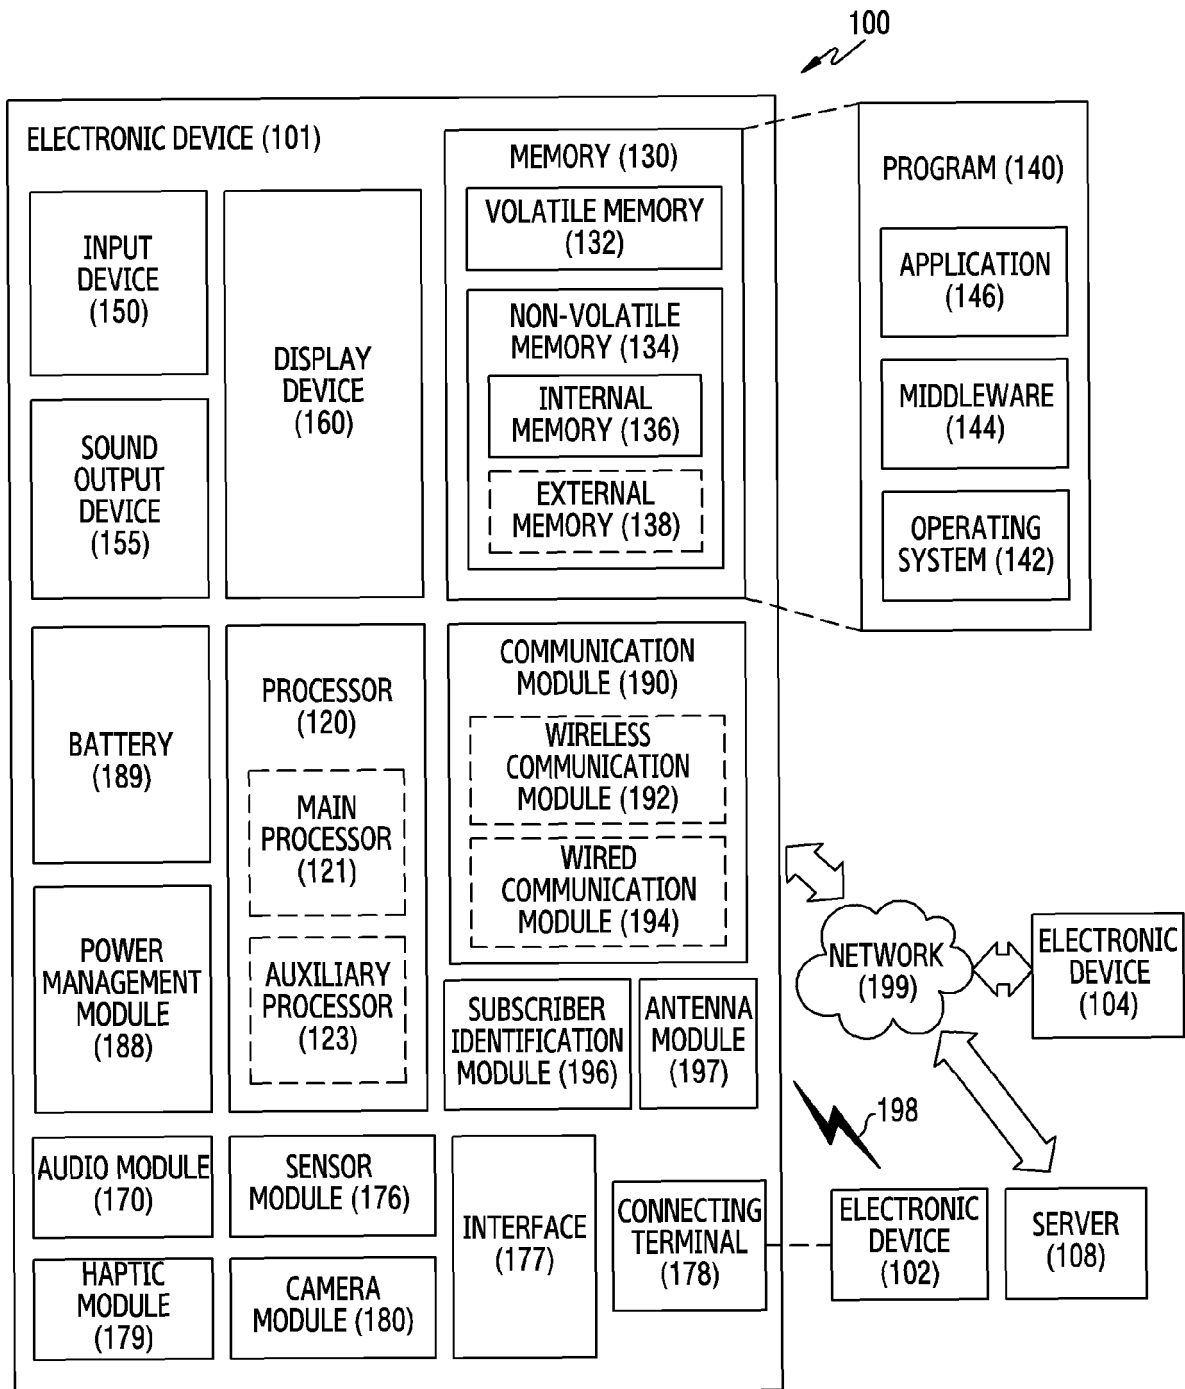 100
ELECTRONIC DEVICE (101)
INPUT
DEVICE
(150)
SOUND
OUTPUT
DEVICE
(155)
DISPLAY
DEVICE
(160)
MEMORY (130)
VOLATILE MEMORY
(132)
NON-VOLATILE
MEMORY (134)
INTERNAL
MEMORY (136)
EXTERNAL
MEMORY (138)
PROGRAM (140)
APPLICATION
(146)
MIDDLEWARE
(144)
OPERATING
SYSTEM (142)
BATTERY
(189)
POWER
MANAGEMENT
MODULE
(188)
PROCESSOR
(120)
MAIN
PROCESSOR
(121)
AUXILIARY
PROCESSOR
(123)
COMMUNICATION
MODULE (190)
WIRELESS
COMMUNICATION
MODULE (192)
WIRED
COMMUNICATION
MODULE (194)
SUBSCRIBER
IDENTIFICATION
MODULE (196)
ANTENNA
MODULE
(197)
NETWORK
(199)
ELECTRONIC
DEVICE
(104)
198
AUDIO MODULE
(170)
SENSOR
MODULE (176)
HAPTIC
MODULE
(179)
CAMERA
MODULE (180)
INTERFACE
(177)
CONNECTING
TERMINAL
(178)
ELECTRONIC
DEVICE
(102)
SERVER
(108)